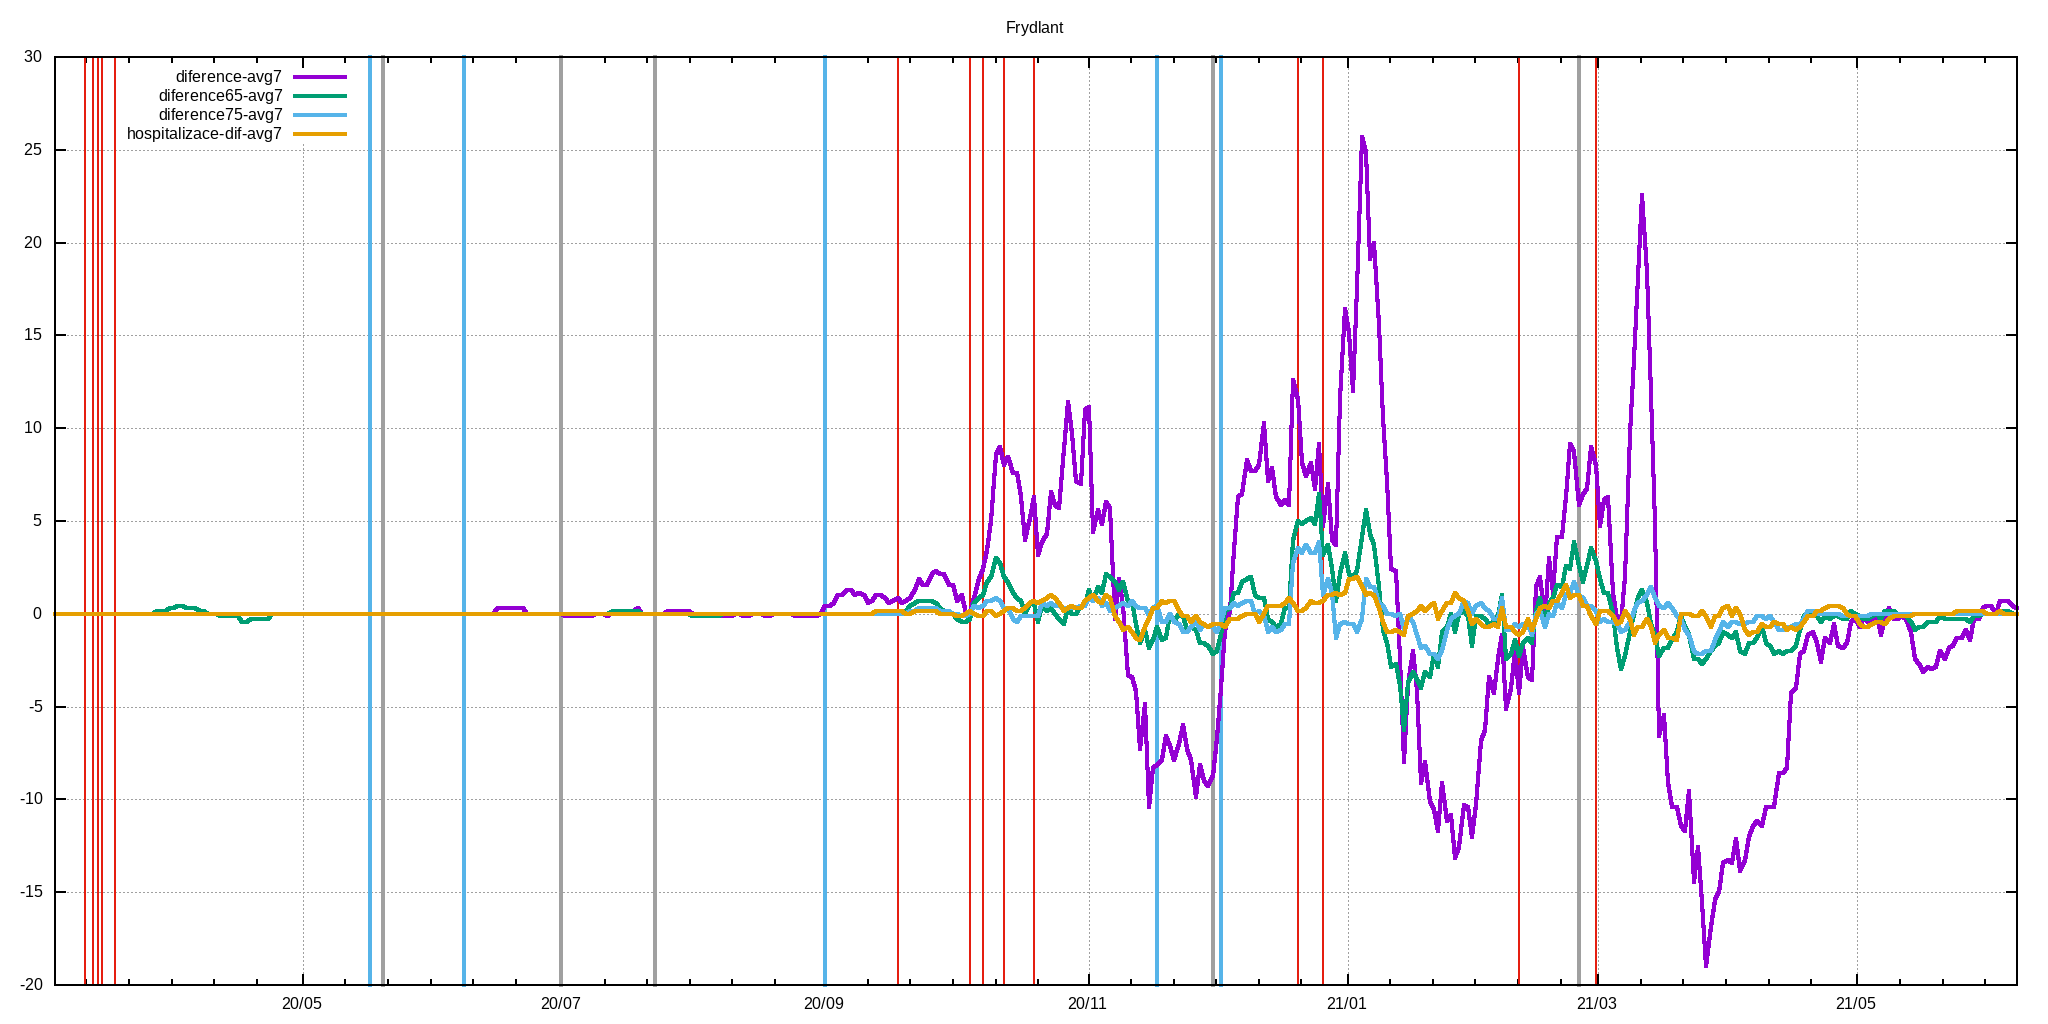 Frydlant
diference-avg7
diference65-avg7
diference75-avg7
hospitalizace-dif-avg7
30
25
20
15
10
5
0
-5
-10
-15
-20
20/05 20/07 20/09 20/11 21/01 21/03 21/05